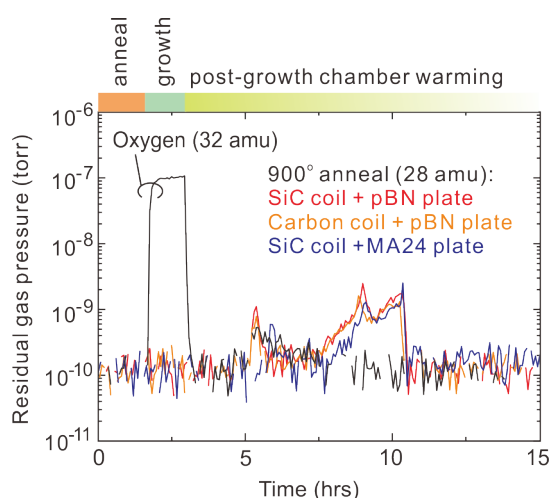 anneal
growth
post-growth chamber warming
10-6
10-7
10-8
10-9
10-10
10-11
Residual gas pressure (torr)
Oxygen (32 amu)
900° anneal (28 amu):
SiC coil + pBN plate
Carbon coil + pBN plate
SiC coil +MA24 plate
0
5
10
15
Time (hrs)